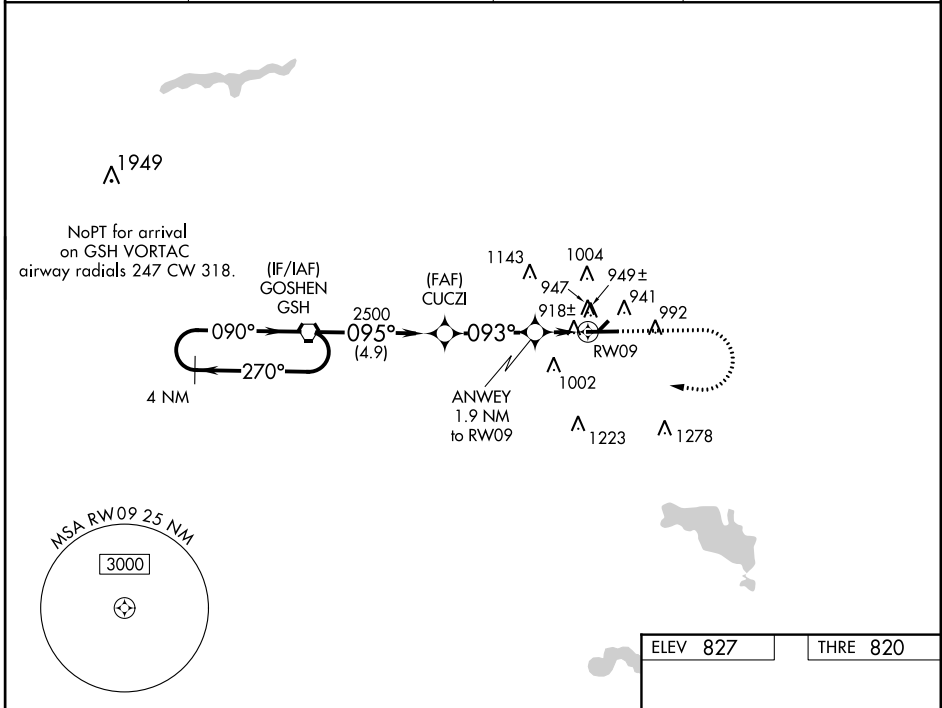 1949
NoPT for arrival
on GSH VORTAC
airway radials 247 CW 318.
(IF/IAF)
GOSHEN
GSH
090°
270°
4 NM
2500
095°
(4.9)
(FAF)
CUCZI
093°
ANWEY
1.9 NM
to RW09
1143
1004
947
949±
918±
941
992
RW09
1002
1223
1278
MSA RW09 25 NM
3000
ELEV 827
THRE 820